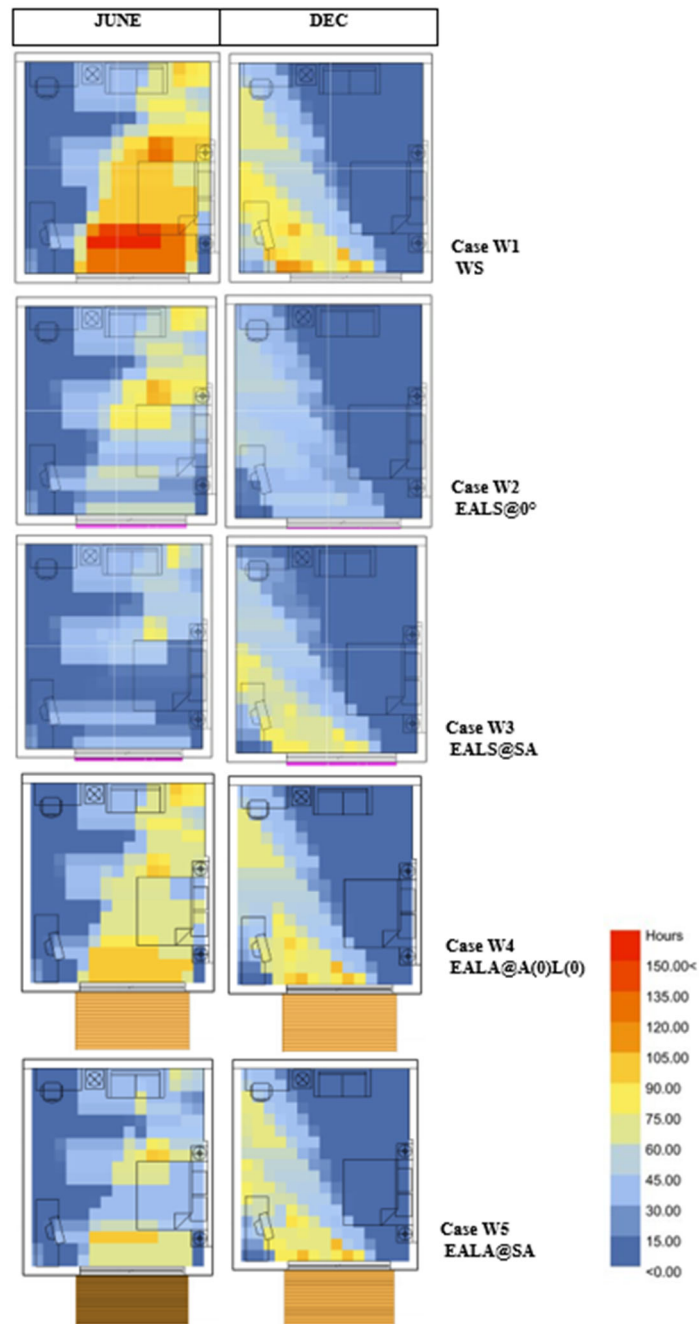 JUNE
DEC
Case W1
WS
Case W2
EALS@0°
Case W3
EALS@SA
Case W4
EALA@A(0)L(0)
Case W5
EALA@SA
Hours
150.00<
135.00
120.00
105.00
90.00
75.00
60.00
45.00
30.00
15.00
<0.00